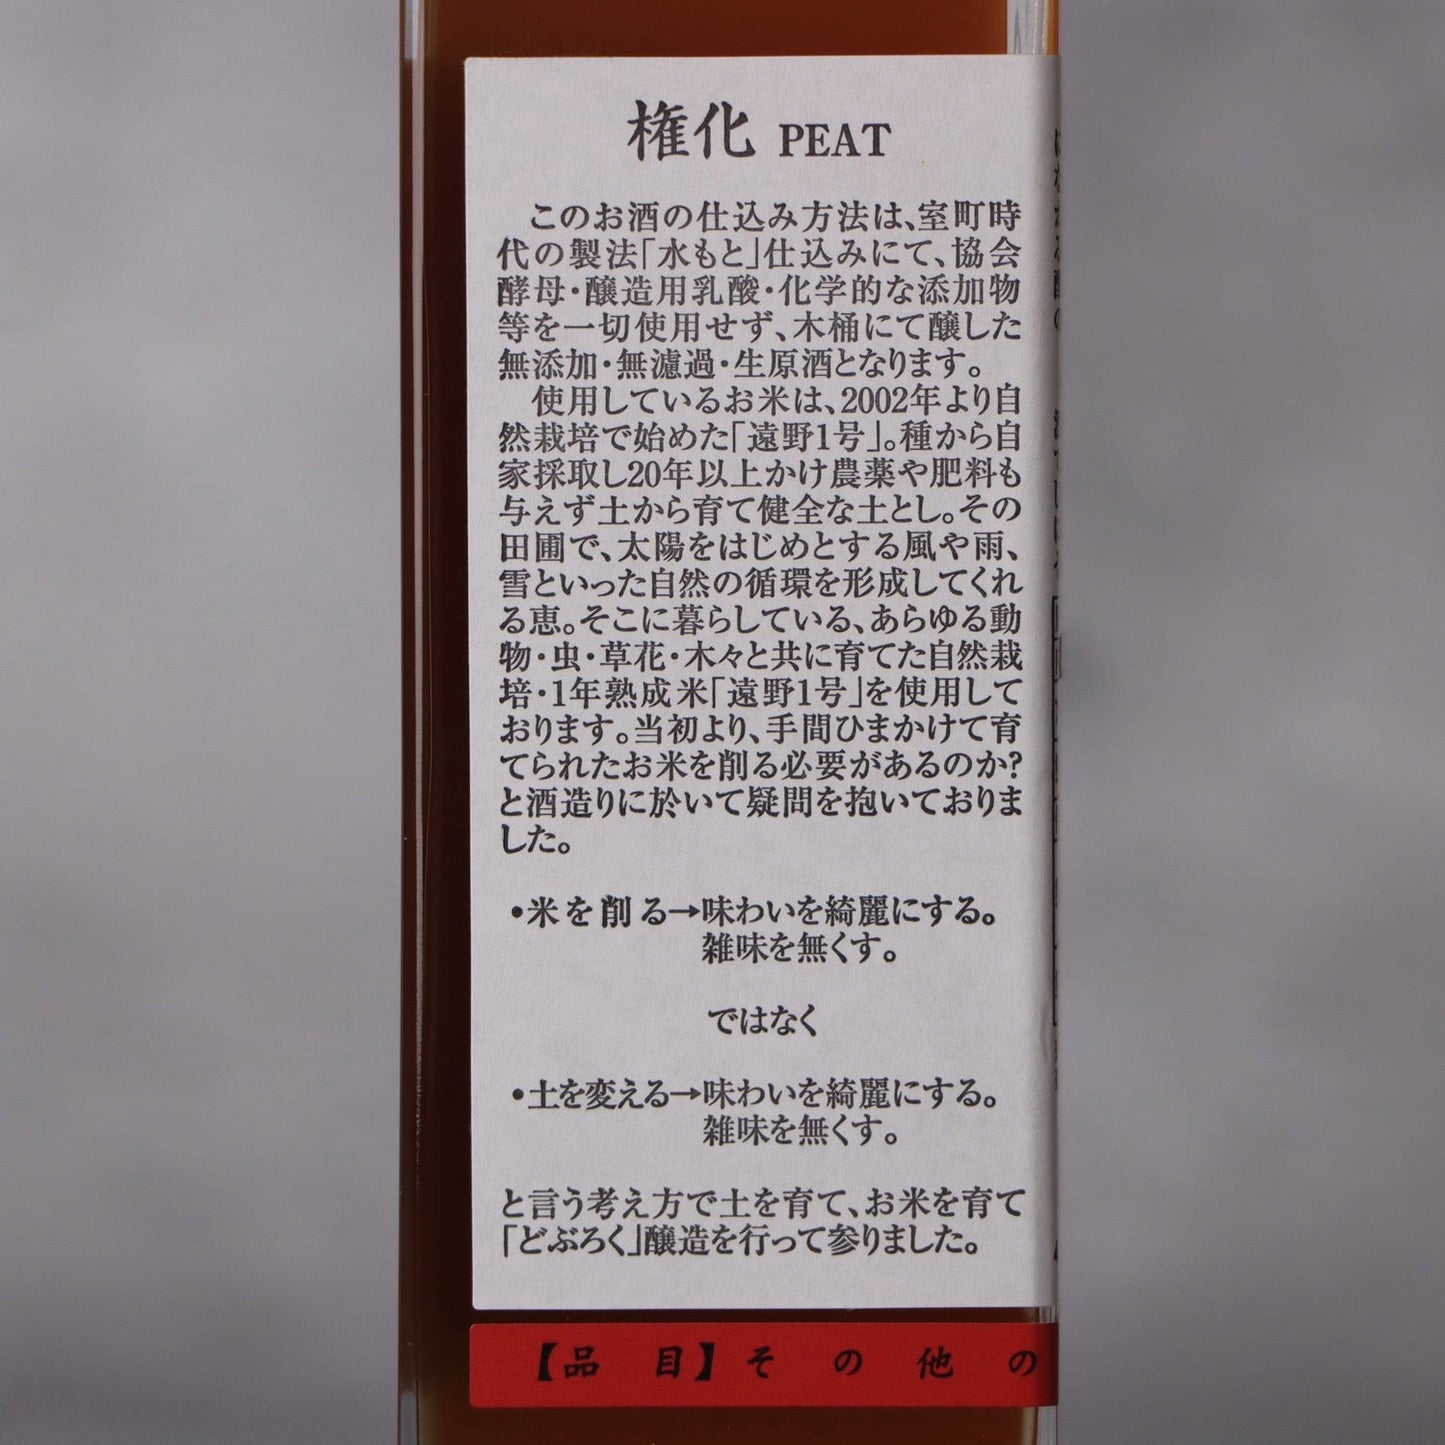 権化 PEAT
このお酒の仕込み方法は、室町時
代の製法「水もと」仕込みにて、協会
酵母・醸造用乳酸・化学的な添加物
等を一切使用せず、木桶にて醸した
無添加・無濾過・生原酒となります。
使用しているお米は、2002年より自
然栽培で始めた「遠野1号」。種から自
家採取し20年以上かけ農薬や肥料も
与えず土から育て健全な土とし。その
田圃で、太陽をはじめとする風や雨、
雪といった自然の循環を形成してくれ
る恵。そこに暮らしている、あらゆる動
物・虫・草花・木々と共に育てた自然栽
培・1年熟成米「遠野1号」を使用して
おります。当初より、手間ひまかけて育
てられたお米を削る必要があるのか?
と酒造りに於いて疑問を抱いておりま
した。
•米を削る→味わいを綺麗にする。
雑味を無くす。
ではなく
•土を変える→味わいを綺麗にする。
雑味を無くす。
と言う考え方で土を育て、お米を育て
「どぶろく」醸造を行って参りました。
【品目】その他の